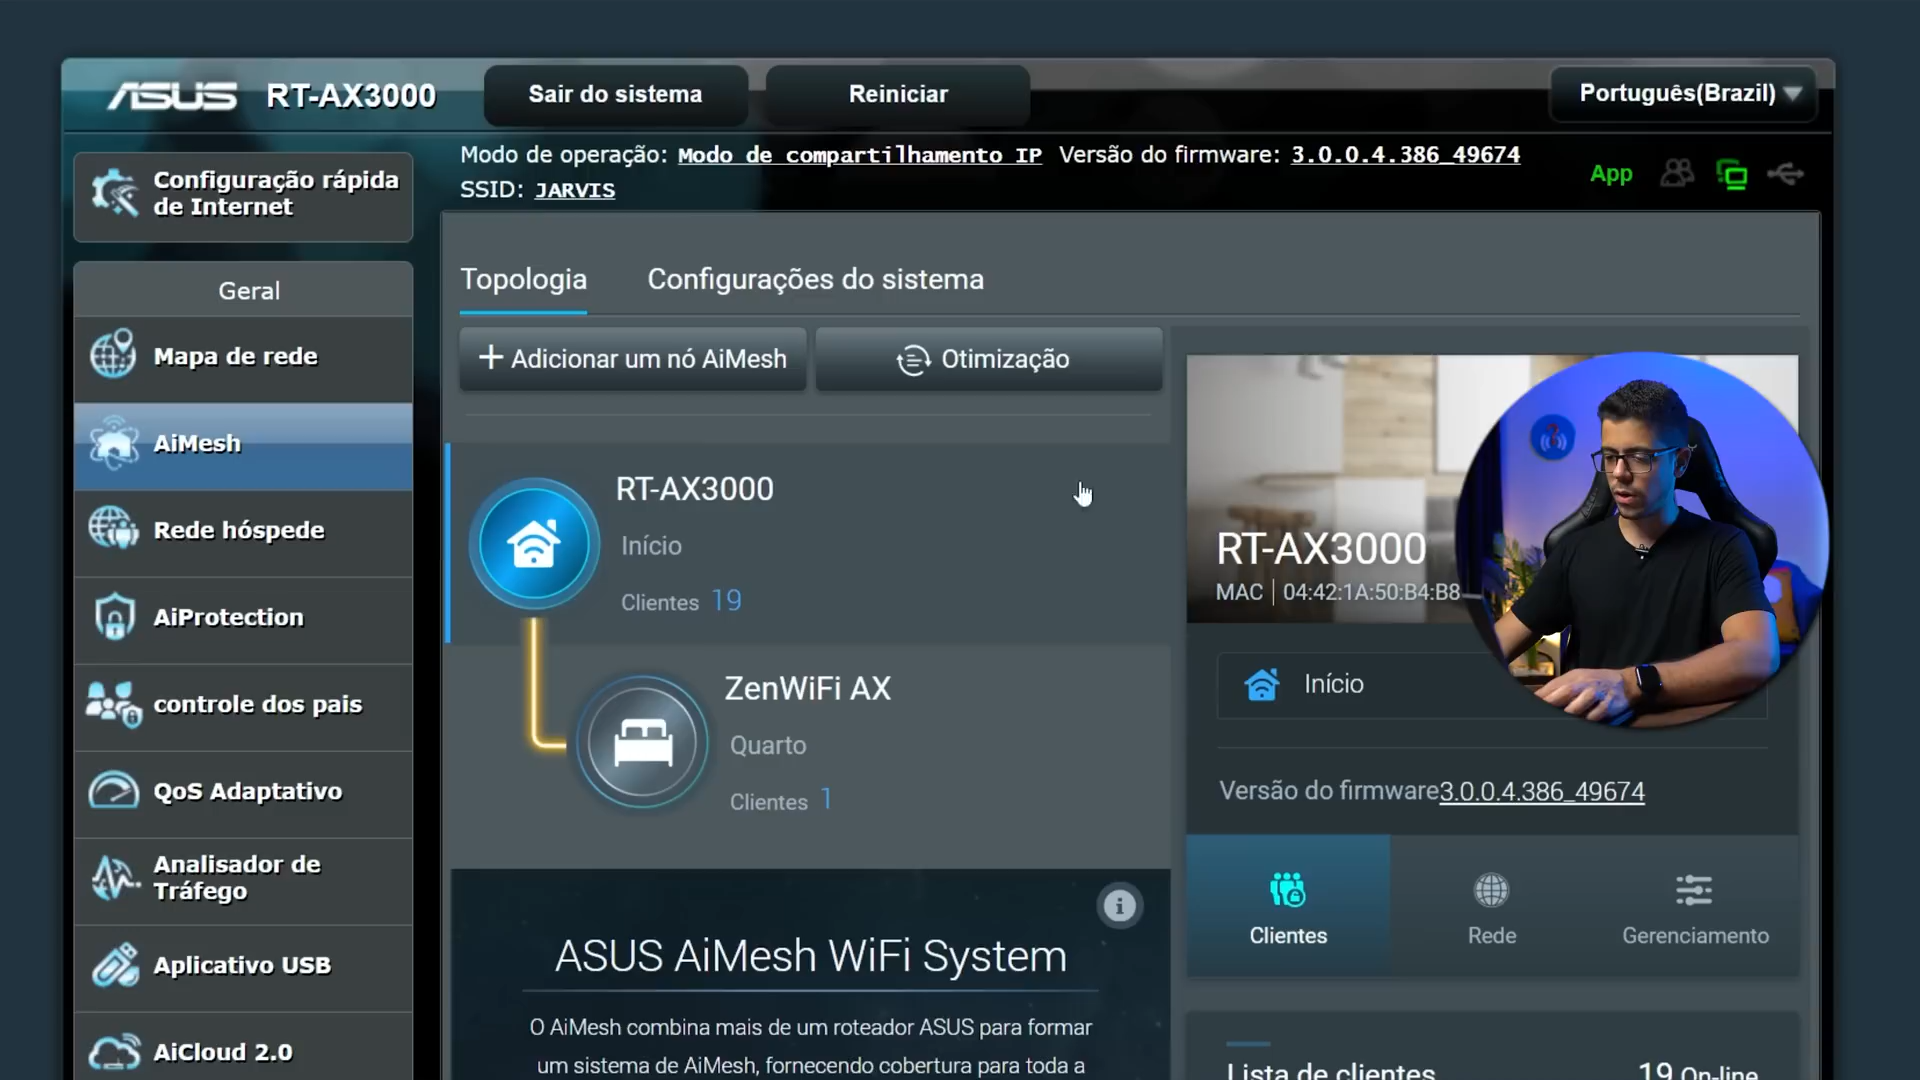 ASUS RT-AX3000
Sair do sistema
Reiniciar
Português(Brazil)
Modo de operação: Modo de compartilhamento IP Versão do firmware: 3.0.0.4.386_49674
SSID: JARVIS
App
Configuração rápida
de Internet
Geral
Mapa de rede
AiMesh
Rede hóspede
AiProtection
controle dos pais
QoS Adaptativo
Analisador de
Tráfego
Aplicativo USB
AiCloud 2.0
Topologia
Configurações do sistema
+ Adicionar um nó AiMesh
Otimização
RT-AX3000
Início
Clientes 19
ZenWiFi AX
Quarto
Clientes 1
ASUS AiMesh WiFi System
O AiMesh combina mais de um roteador ASUS para formar
um sistema de AiMesh, fornecendo cobertura para toda a
RT-AX3000
MAC | 04:42:1A:50:B4:B8
Início
Versão do firmware3.0.0.4.386_49674
Clientes
Rede
Gerenciamento
Lista de clientes
19 On-line